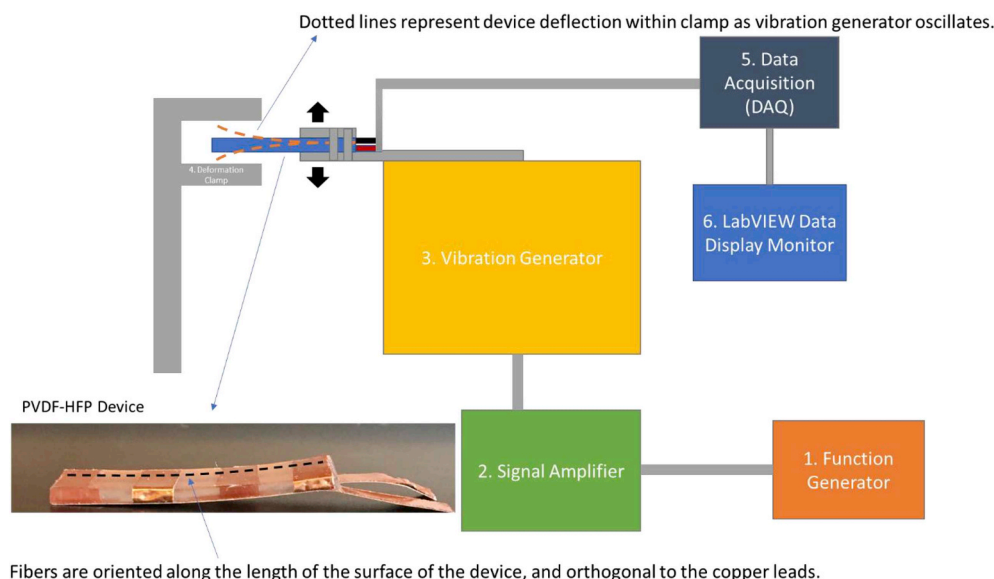 Dotted lines represent device deflection within clamp as vibration generator oscillates.
5. Data
Acquisition
(DAQ)
4. Deformation
Clamp
6. LabVIEW Data
Display Monitor
3. Vibration Generator
PVDF-HFP Device
2. Signal Amplifier
1. Function
Generator
Fibers are oriented along the length of the surface of the device, and orthogonal to the copper leads.